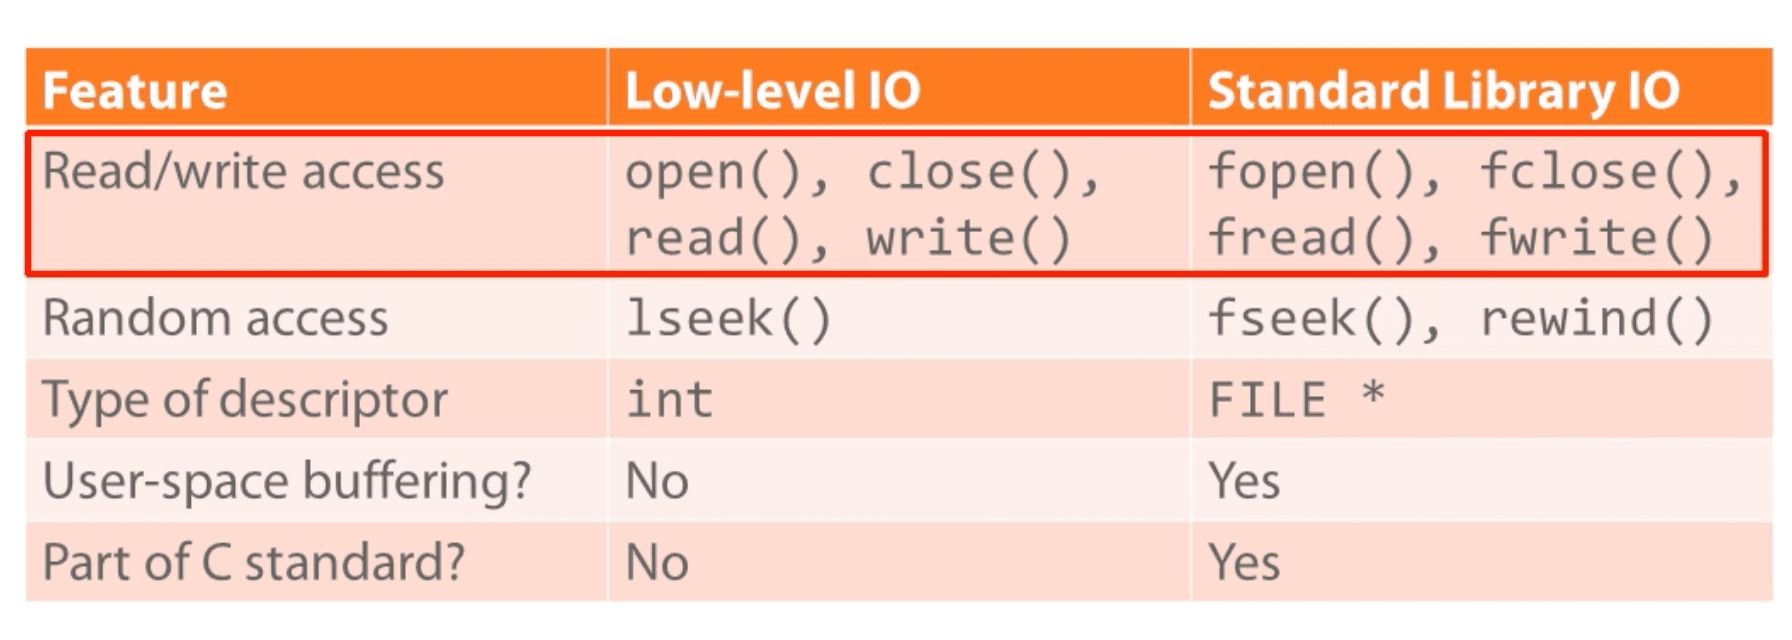 Feature Low-level IO Standard Library IO
Read/write access open(), close(), fopen(), fclose(),
read(), write() fread(), fwrite()
Random access lseek() fseek(), rewind()
Type of descriptor int FILE *
User-space buffering? No Yes
Part of C standard? No Yes